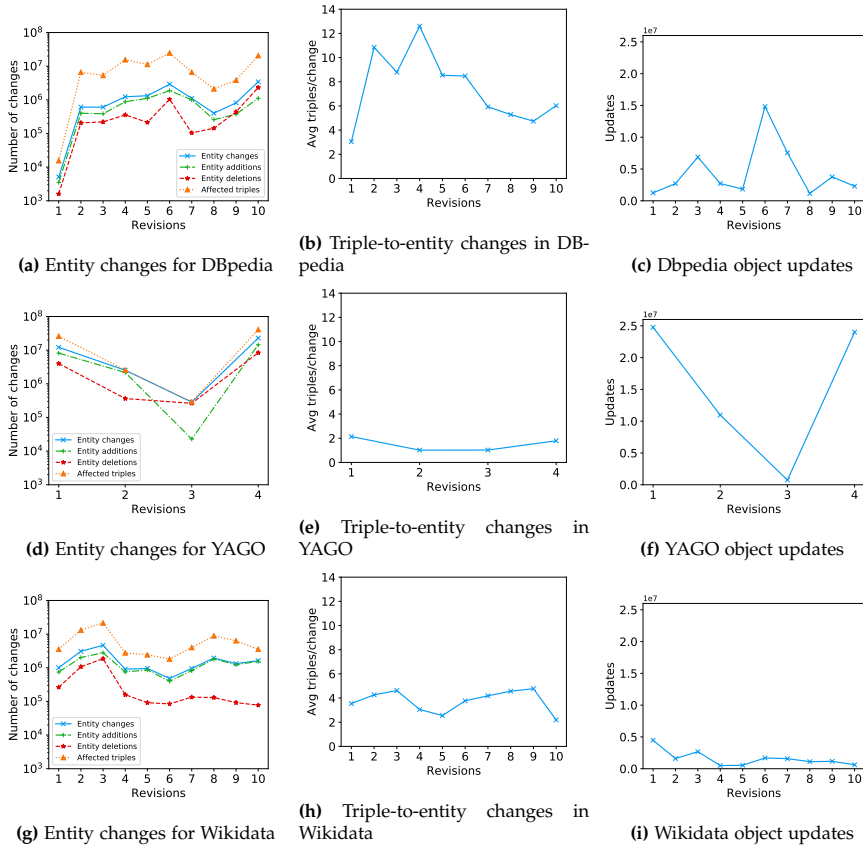 10^8
10^7
10^6
10^5
10^4
10^3
Number of changes
Entity changes
Entity additions
Entity deletions
Affected triples
1 2 3 4 5 6 7 8 9 10
Revisions
(a) Entity changes for DBpedia
14
12
10
8
6
4
2
0
Avg triples/change
1 2 3 4 5 6 7 8 9 10
Revisions
(b) Triple-to-entity changes in DB-
pedia
1e7
2.5
2.0
1.5
1.0
0.5
0.0
Updates
1 2 3 4 5 6 7 8 9 10
Revisions
(c) Dbpedia object updates
10^8
10^7
10^6
10^5
10^4
10^3
Number of changes
Entity changes
Entity additions
Entity deletions
Affected triples
1 2 3 4
Revisions
(d) Entity changes for YAGO
14
12
10
8
6
4
2
0
Avg triples/change
1 2 3 4
Revisions
(e) Triple-to-entity changes in
YAGO
1e7
2.5
2.0
1.5
1.0
0.5
0.0
Updates
1 2 3 4
Revisions
(f) YAGO object updates
10^8
10^7
10^6
10^5
10^4
10^3
Number of changes
Entity changes
Entity additions
Entity deletions
Affected triples
1 2 3 4 5 6 7 8 9 10
Revisions
(g) Entity changes for Wikidata
14
12
10
8
6
4
2
0
Avg triples/change
1 2 3 4 5 6 7 8 9 10
Revisions
(h) Triple-to-entity changes in
Wikidata
1e7
2.5
2.0
1.5
1.0
0.5
0.0
Updates
1 2 3 4 5 6 7 8 9 10
Revisions
(i) Wikidata object updates